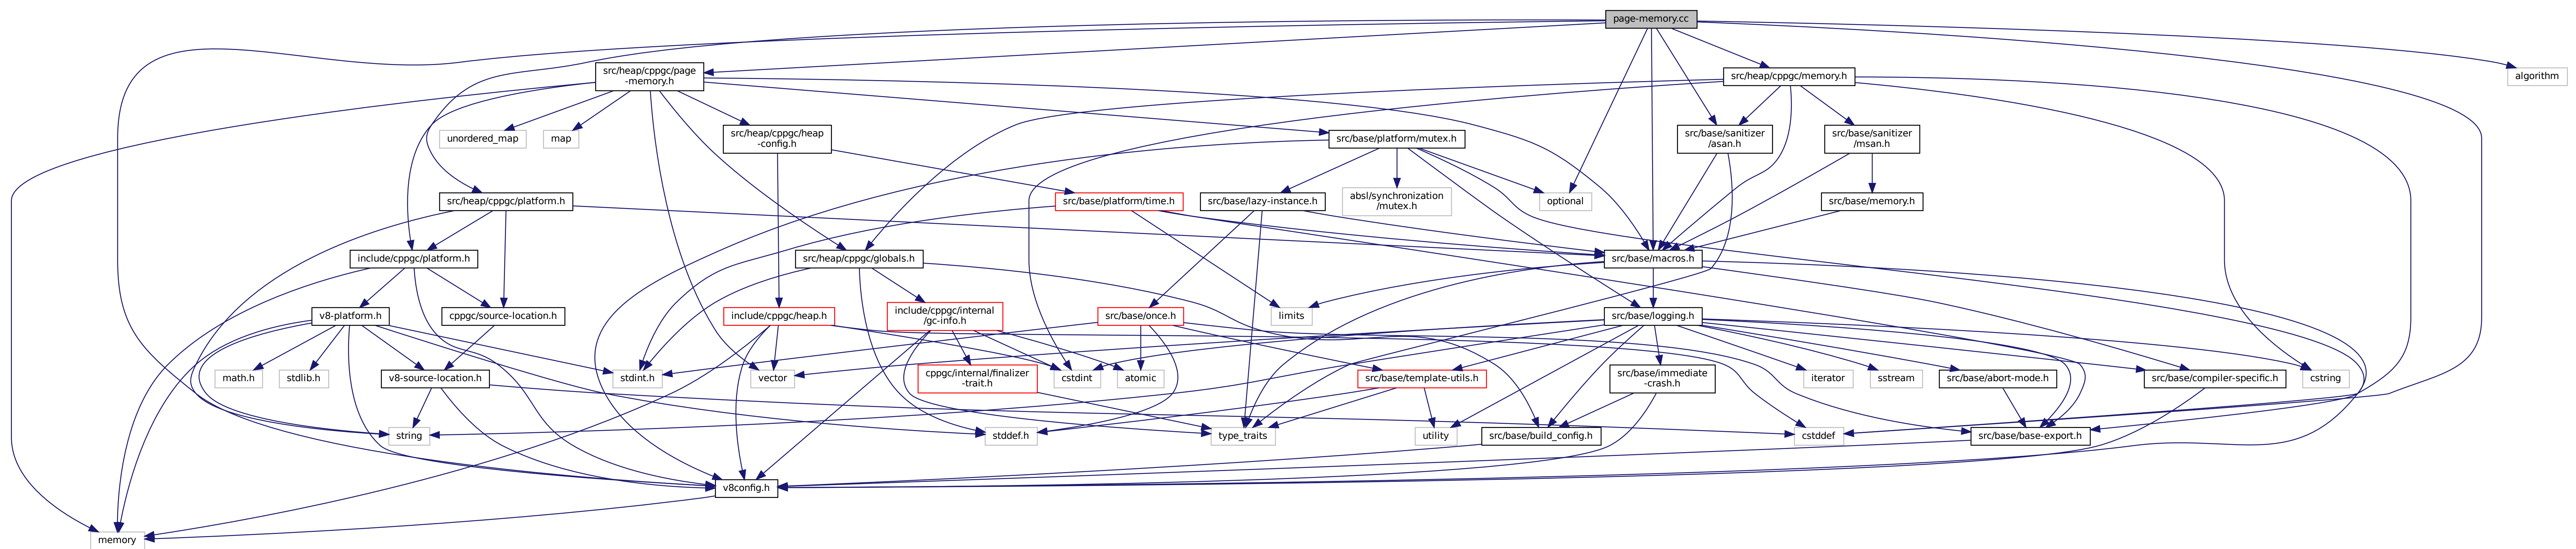 page-memory.cc
src/heap/cppgc/page
-memory.h
src/heap/cppgc/memory.h
algorithm
unordered_map
map
src/heap/cppgc/heap
-config.h
src/base/platform/mutex.h
src/base/sanitizer
/asan.h
src/base/sanitizer
/msan.h
src/heap/cppgc/platform.h
src/base/platform/time.h
src/base/lazy-instance.h
absl/synchronization
/mutex.h
optional
src/base/memory.h
include/cppgc/platform.h
src/heap/cppgc/globals.h
src/base/macros.h
v8-platform.h
cppgc/source-location.h
include/cppgc/heap.h
include/cppgc/internal
/gc-info.h
src/base/once.h
limits
src/base/logging.h
math.h
stdlib.h
v8-source-location.h
stdint.h
vector
cppgc/internal/finalizer
-trait.h
cstdint
atomic
src/base/template-utils.h
src/base/immediate
-crash.h
iterator
sstream
src/base/abort-mode.h
src/base/compiler-specific.h
cstring
string
stddef.h
type_traits
utility
src/base/build_config.h
cstddef
src/base/base-export.h
v8config.h
memory